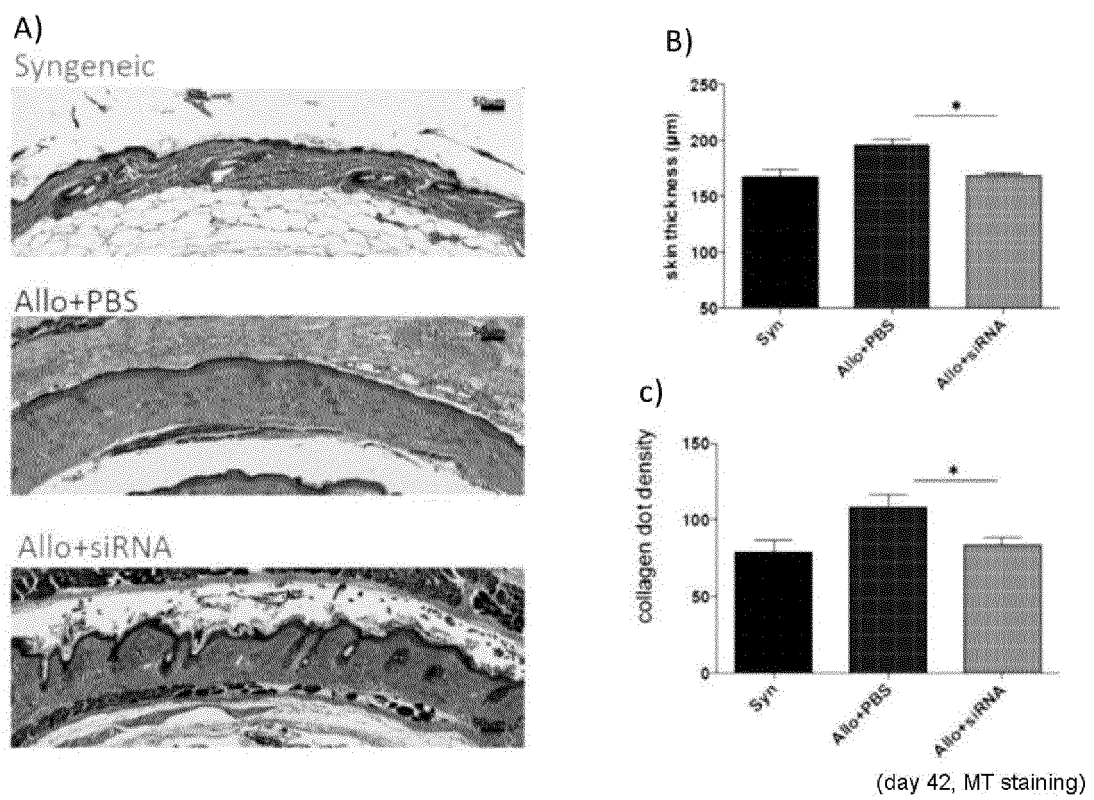 A)
Syngeneic
Allo+PBS
Allo+siRNA
B)
skin thickness (µm)
250
200
150
100
50
*
Syn
Allo+PBS
Allo+siRNA
c)
collagen dot density
150
100
50
0
*
Syn
Allo+PBS
Allo+siRNA
(day 42, MT staining)